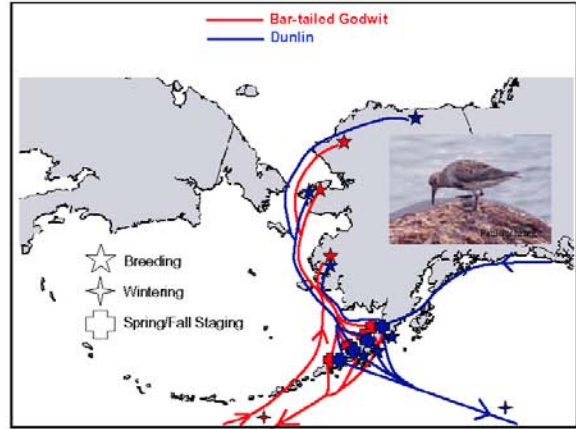 Bar-tailed Godwit
Dunlin
Breeding
Wintering
Spring/Fall Staging